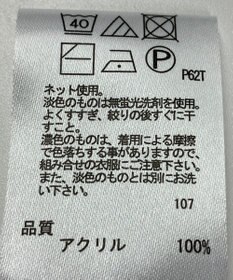 40
P
P62T
ネット使用。
淡色のものは無蛍光洗剤を使用。
よくすすぎ、絞りの後すぐに干
すこと。
濃色のものは、着用による摩擦
で色落ちする事がありますので、
組み合せの衣服にご注意下さい。
また、淡色のものとは別にお洗
い下さい。
107
品質
アクリル 100%